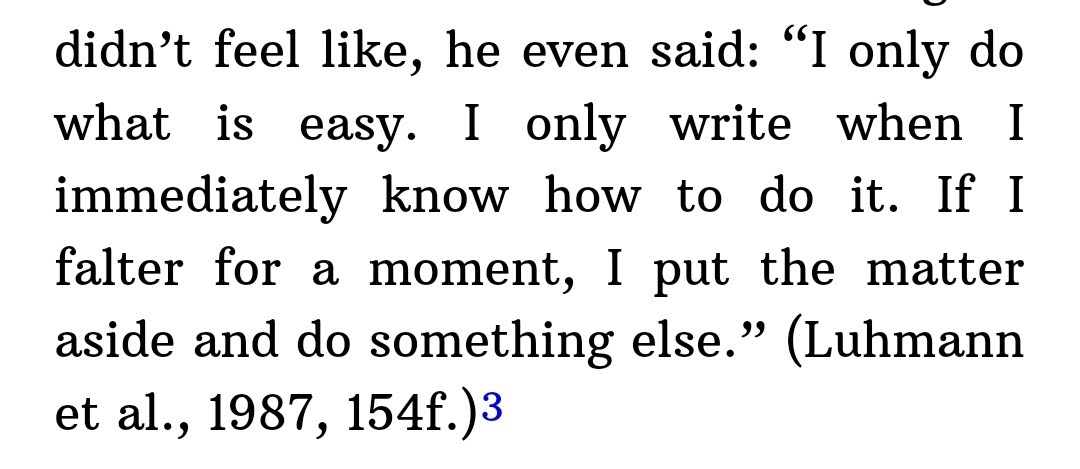 didn’t feel like, he even said: “I only do
what is easy. I only write when I
immediately know how to do it. If I
falter for a moment, I put the matter
aside and do something else.” (Luhmann
et al., 1987, 154f.)3